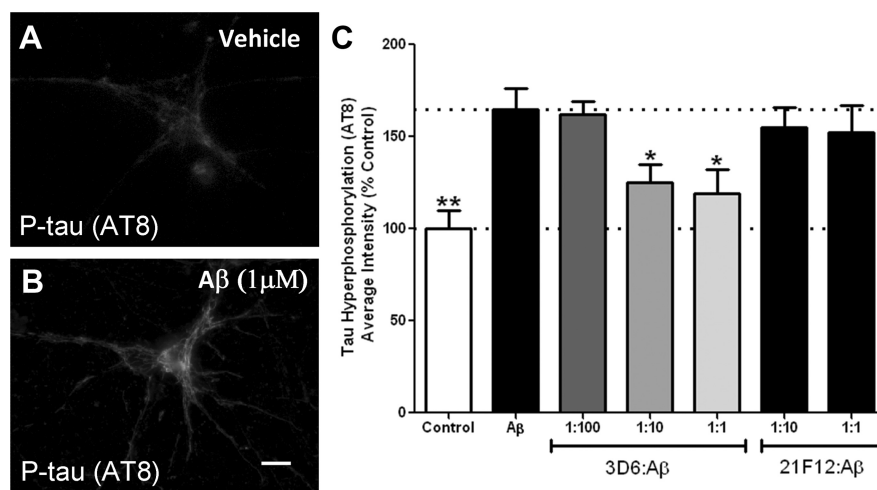 A
Vehicle
P-tau (AT8)
B
Aβ (1μM)
P-tau (AT8)
C
Tau Hyperphosphorylation (AT8)
Average Intensity (% Control)
200
150
100
50
0
**
*
*
Control
Aβ
1:100
1:10
1:1
1:10
1:1
3D6:Aβ
21F12:Aβ